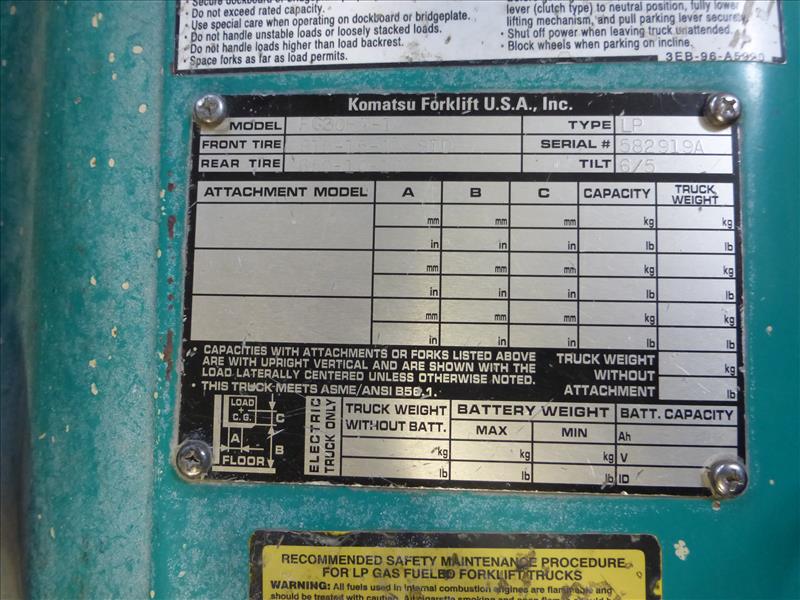 • Do not exceed rated capacity.
• Use special care when operating on dockboard or bridgeplate.
• Do not handle unstable loads or loosely stacked loads.
• Do not handle loads higher than load backrest.
• Space forks as far as load permits.
lever (clutch type) to neutral position, fully lower
lifting mechanism, and pull parking lever securely.
• Shut off power when leaving truck unattended.
• Block wheels when parking on incline.
3EB-96-A5920
Komatsu Forklift U.S.A., Inc.
MODEL TYPE LP
FRONT TIRE SERIAL # 582919A
REAR TIRE TILT 6/5
ATTACHMENT MODEL A B C CAPACITY TRUCK WEIGHT
mm mm mm kg kg
in in in lb lb
mm mm mm kg kg
in in in lb lb
mm mm mm kg kg
in in in lb lb
• CAPACITIES WITH ATTACHMENTS OR FORKS LISTED ABOVE
ARE WITH UPRIGHT VERTICAL AND ARE SHOWN WITH THE
LOAD LATERALLY CENTERED UNLESS OTHERWISE NOTED.
• THIS TRUCK MEETS ASME/ANSI B56.1.
TRUCK WEIGHT
WITHOUT
ATTACHMENT
kg
lb
LOAD
C.G.
A
C
B
FLOOR
ELECTRIC
TRUCK ONLY
TRUCK WEIGHT
WITHOUT BATT.
BATTERY WEIGHT
MAX MIN
BATT. CAPACITY
Ah
kg kg kg V
lb lb lb ID
RECOMMENDED SAFETY MAINTENANCE PROCEDURE
FOR LP GAS FUELED FORKLIFT TRUCKS
WARNING: All fuels used in internal combustion engines are flammable and
should be treated with caution.